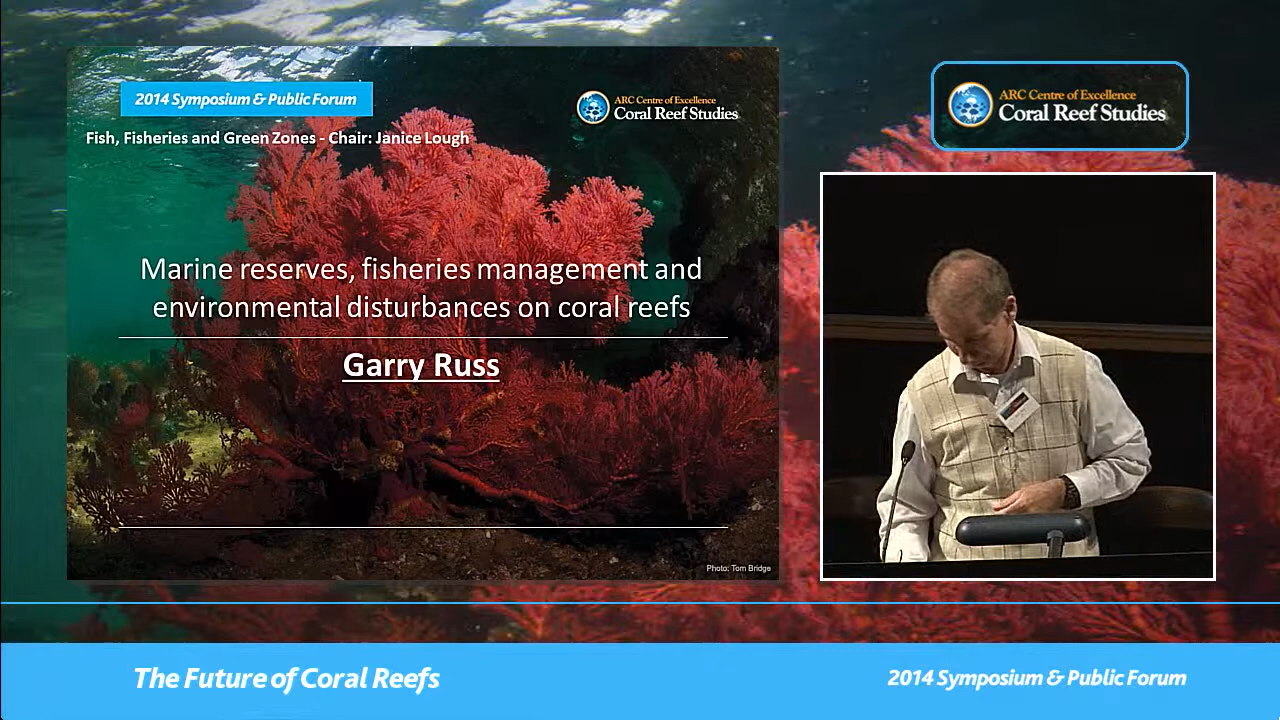 2014 Symposium & Public Forum
ARC Centre of Excellence
Coral Reef Studies
Fish, Fisheries and Green Zones - Chair: Janice Lough
Marine reserves, fisheries management and
environmental disturbances on coral reefs
Garry Russ
Photo: Tom Bridge
ARC Centre of Excellence
Coral Reef Studies
The Future of Coral Reefs
2014 Symposium & Public Forum